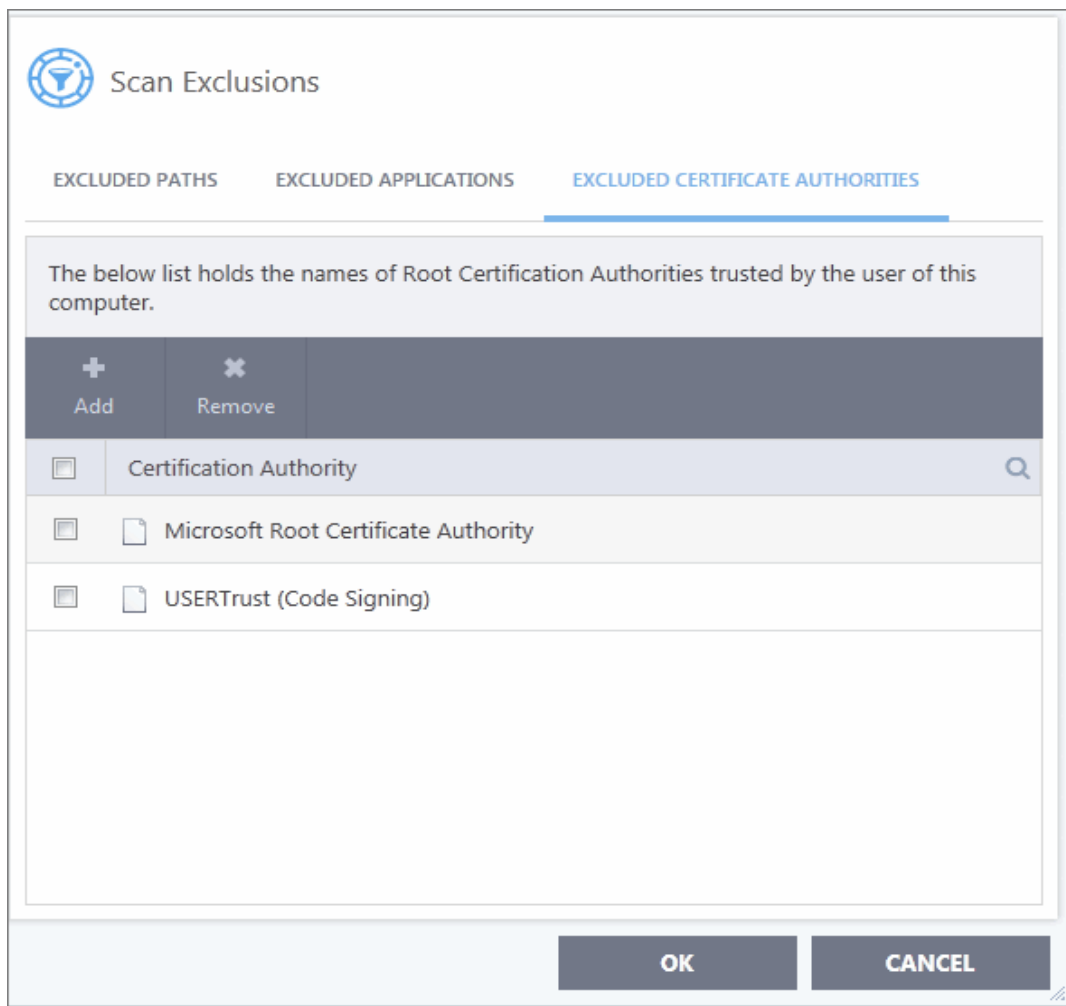 Scan Exclusions
EXCLUDED PATHS EXCLUDED APPLICATIONS EXCLUDED CERTIFICATE AUTHORITIES
The below list holds the names of Root Certification Authorities trusted by the user of this
computer.
Add Remove
Certification Authority
Microsoft Root Certificate Authority
USERTrust (Code Signing)
OK CANCEL